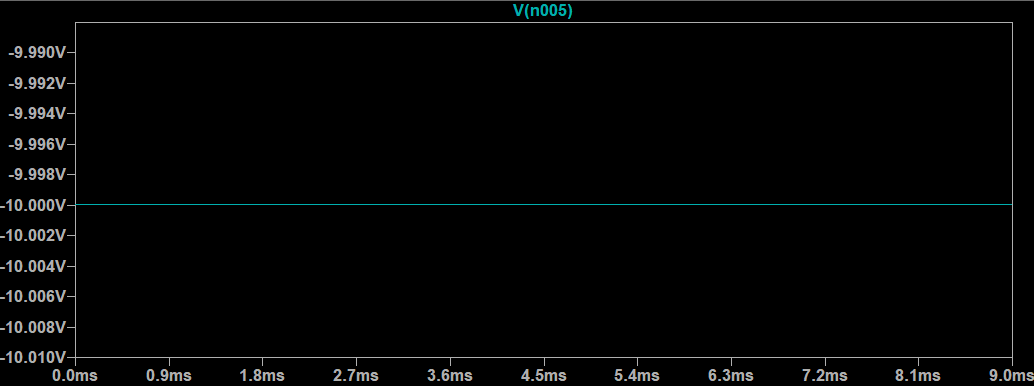 V(n005)
-9.990V
-9.992V
-9.994V
-9.996V
-9.998V
-10.000V
-10.002V
-10.004V
-10.006V
-10.008V
-10.010V
0.0ms 0.9ms 1.8ms 2.7ms 3.6ms 4.5ms 5.4ms 6.3ms 7.2ms 8.1ms 9.0ms